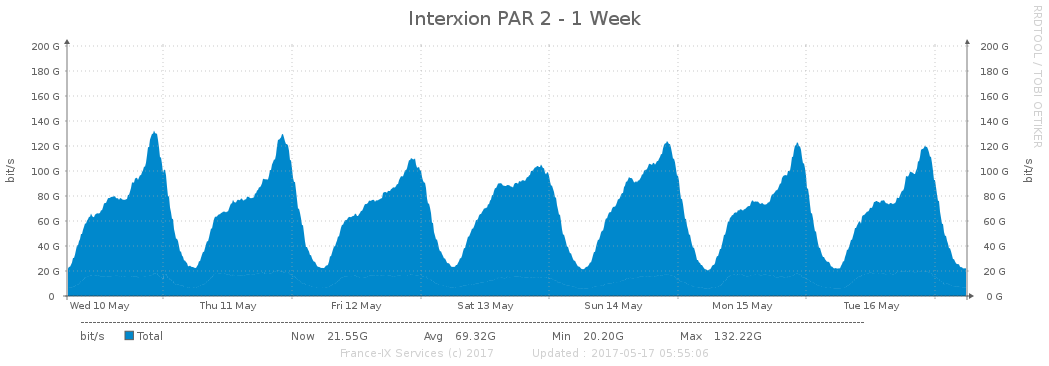 Interxion PAR 2 - 1 Week
RRDTOOL / TOBI OETIKER
200 G 200 G
180 G 180 G
160 G 160 G
140 G 140 G
120 G 120 G
100 G 100 G
80 G 80 G
60 G 60 G
40 G 40 G
20 G 20 G
0 0 G
bit/s bit/s
Wed 10 May Thu 11 May Fri 12 May Sat 13 May Sun 14 May Mon 15 May Tue 16 May
bit/s Total Now 21.55G Avg 69.32G Min 20.20G Max 132.22G
France-IX Services (c) 2017 Updated : 2017-05-17 05:55:06